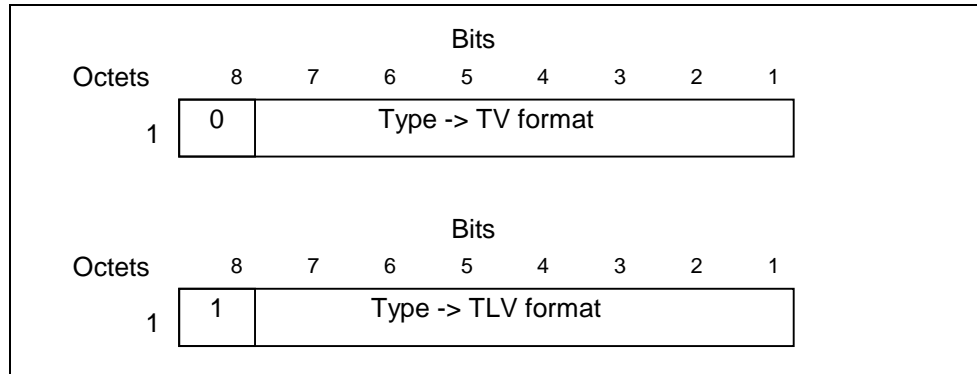 Bits
Octets 8 7 6 5 4 3 2 1
1 0 Type -> TV format
Bits
Octets 8 7 6 5 4 3 2 1
1 1 Type -> TLV format